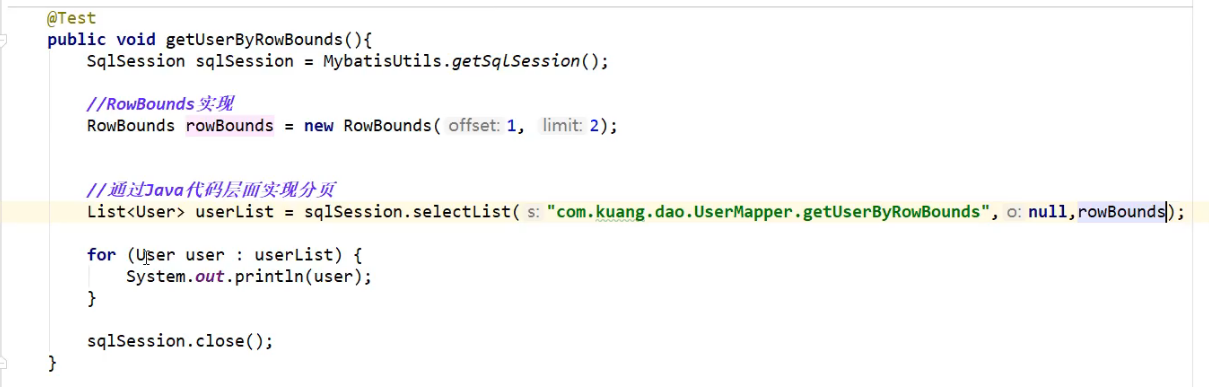 @Test
public void getUserByRowBounds(){
SqlSession sqlSession = MybatisUtils.getSqlSession();
//RowBounds实现
RowBounds rowBounds = new RowBounds( offset: 1, limit: 2);
//通过Java代码层面实现分页
List<User> userList = sqlSession.selectList( s: "com.kuang.dao.UserMapper.getUserByRowBounds", o: null,rowBounds);
for (User user : userList) {
System.out.println(user);
}
sqlSession.close();
}